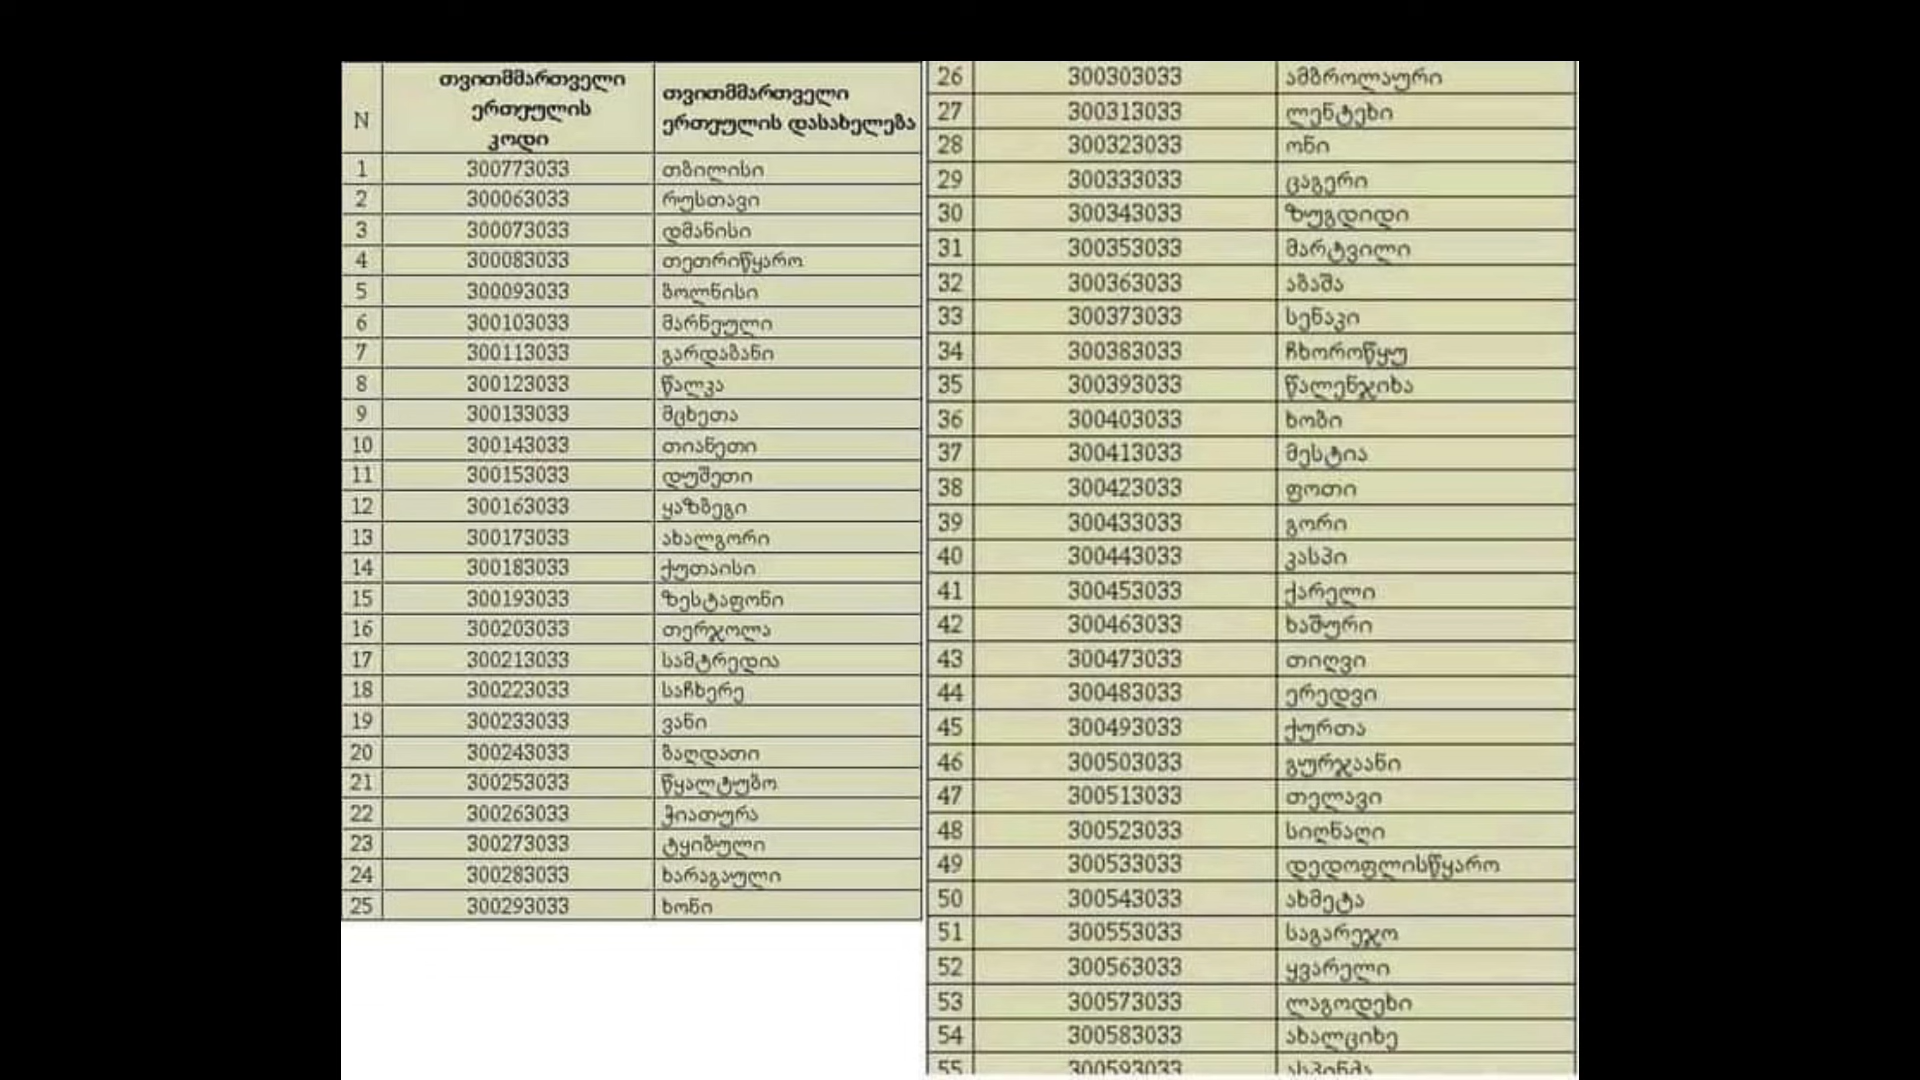 N თვითმმართველი ერთეულის კოდი თვითმმართველი ერთეულის დასახელება
1 300773033 თბილისი
2 300063033 რუსთავი
3 300073033 დმანისი
4 300083033 თეთრიწყარო
5 300093033 ბოლნისი
6 300103033 მარნეული
7 300113033 გარდაბანი
8 300123033 წალკა
9 300133033 მცხეთა
10 300143033 თიანეთი
11 300153033 დუშეთი
12 300163033 ყაზბეგი
13 300173033 ახალგორი
14 300183033 ქუთაისი
15 300193033 ზესტაფონი
16 300203033 თერჯოლა
17 300213033 სამტრედია
18 300223033 საჩხერე
19 300233033 ვანი
20 300243033 ბაღდათი
21 300253033 წყალტუბო
22 300263033 ჭიათურა
23 300273033 ტყიბული
24 300283033 ხარაგაული
25 300293033 ხონი
26 300303033 ამბროლაური
27 300313033 ლენტეხი
28 300323033 ონი
29 300333033 ცაგერი
30 300343033 ზუგდიდი
31 300353033 მარტვილი
32 300363033 აბაშა
33 300373033 სენაკი
34 300383033 ჩხოროწყუ
35 300393033 წალენჯიხა
36 300403033 ხობი
37 300413033 მესტია
38 300423033 ფოთი
39 300433033 გორი
40 300443033 კასპი
41 300453033 ქარელი
42 300463033 ხაშური
43 300473033 თიღვი
44 300483033 ერედვი
45 300493033 ქურთა
46 300503033 გურჯაანი
47 300513033 თელავი
48 300523033 სიღნაღი
49 300533033 დედოფლისწყარო
50 300543033 ახმეტა
51 300553033 საგარეჯო
52 300563033 ყვარელი
53 300573033 ლაგოდეხი
54 300583033 ახალციხე
55 300593033 ასპინძა